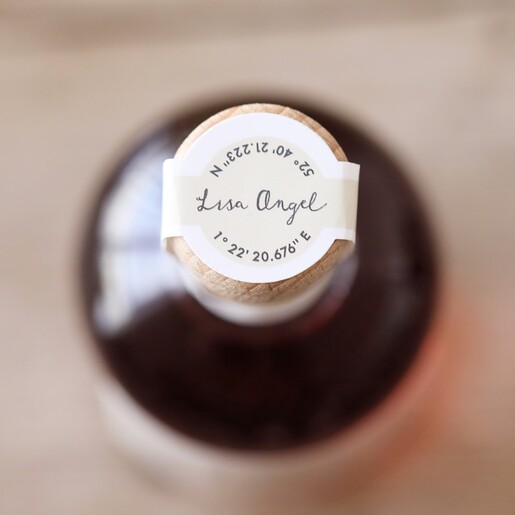 52° 40' 21.223" N
Lisa Angel
1° 22' 20.676" E